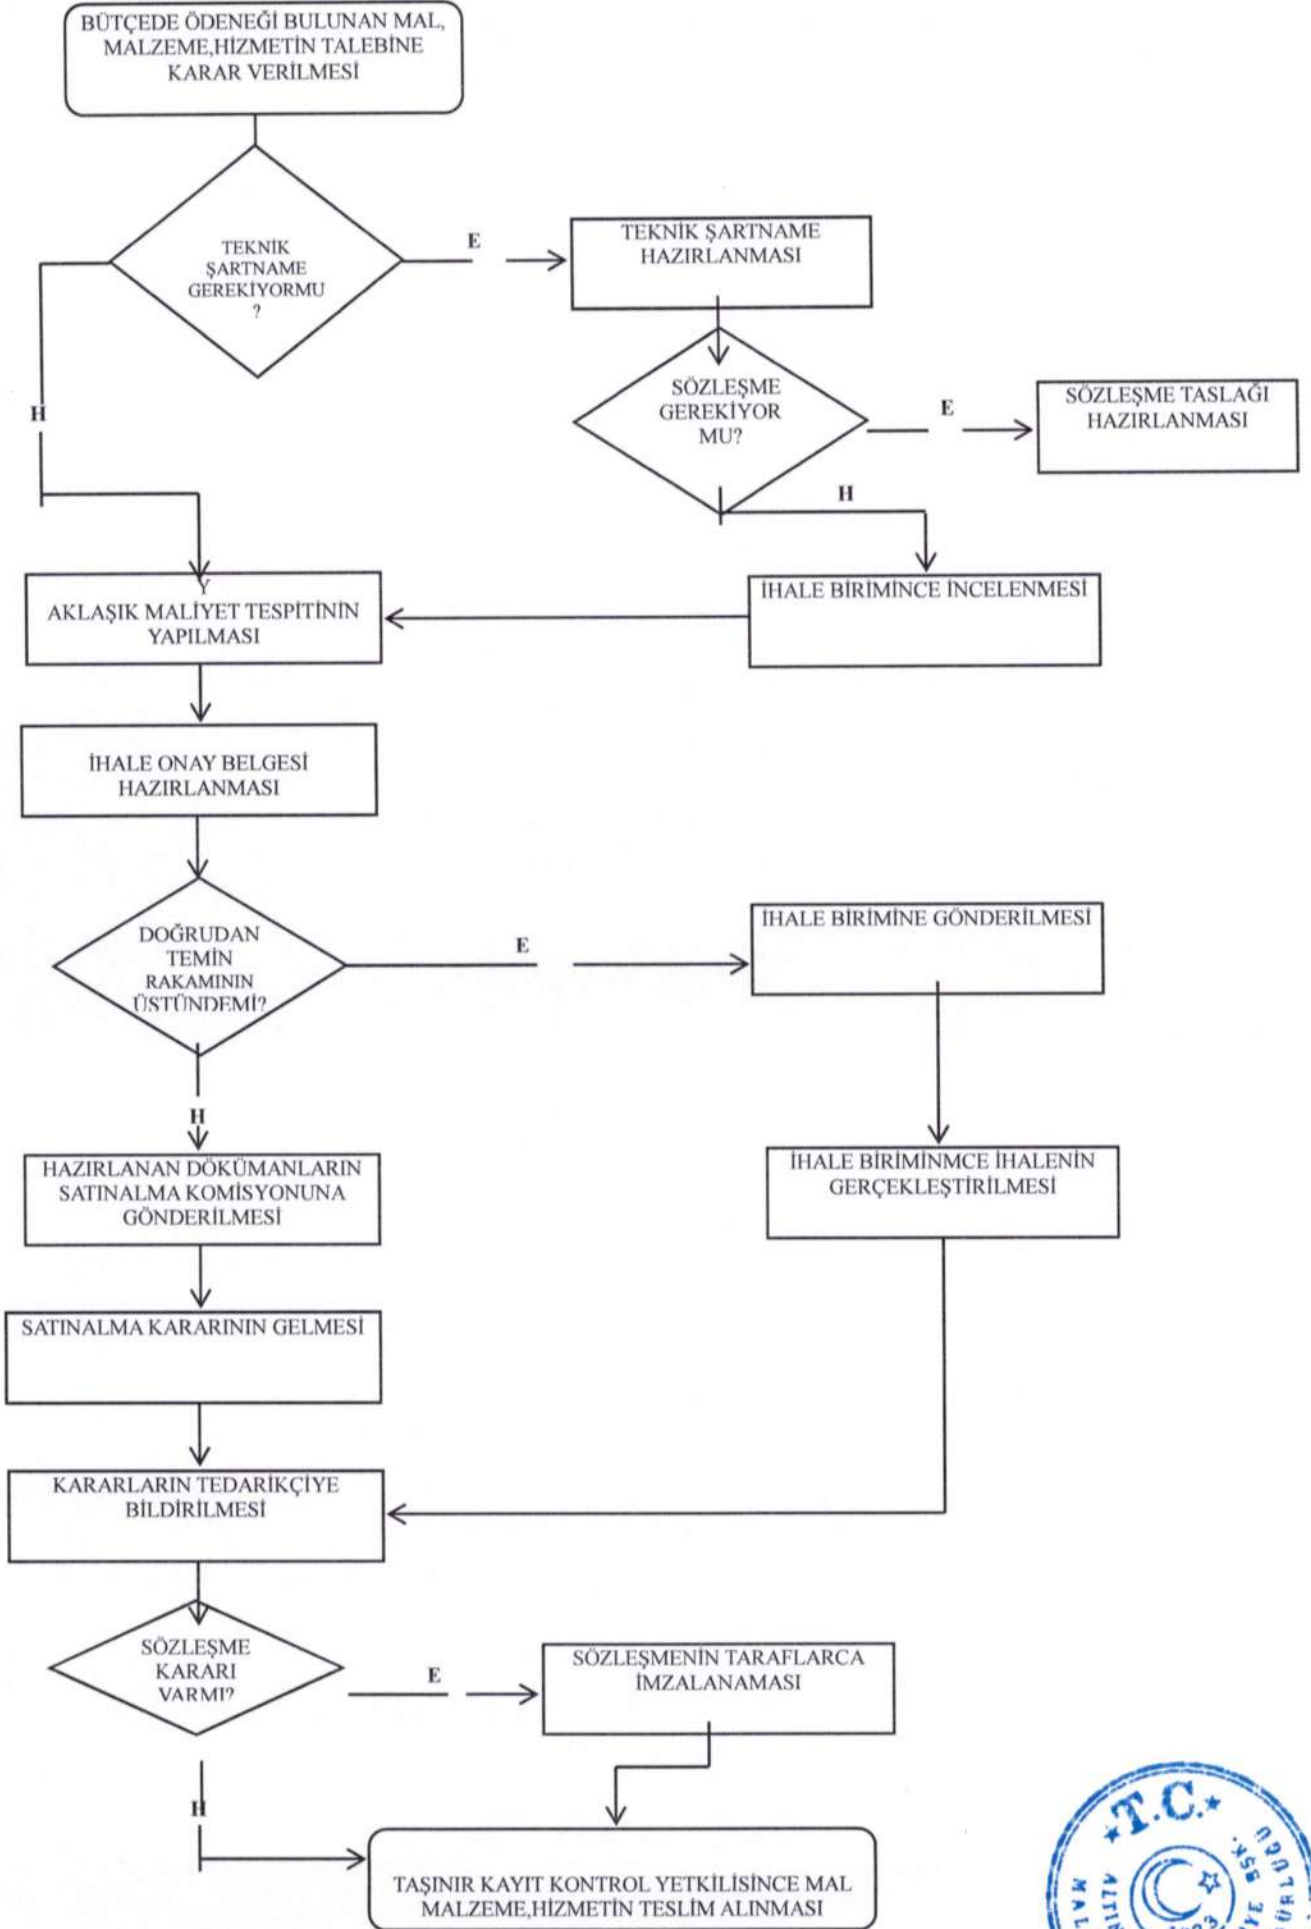 BÜTÇEDE ÖDENEĞİ BULUNAN MAL,
MALZEME,HİZMETİN TALEBİNE
KARAR VERİLMESİ
TEKNİK
ŞARTNAME
GEREKİYORMU
?
E
TEKNİK ŞARTNAME
HAZIRLANMASI
H
SÖZLEŞME
GEREKİYOR
MU?
E
SÖZLEŞME TASLAĞI
HAZIRLANMASI
H
Y
AKLAŞIK MALİYET TESPİTİNİN
YAPILMASI
İHALE BİRİMİNCE İNCELENMESİ
İHALE ONAY BELGESİ
HAZIRLANMASI
DOĞRUDAN
TEMİN
RAKAMININ
ÜSTÜNDEMİ?
E
İHALE BİRİMİNE GÖNDERİLMESİ
H
HAZIRLANAN DÖKÜMANLARIN
SATINALMA KOMİSYONUNA
GÖNDERİLMESİ
İHALE BİRİMİNMCE İHALENİN
GERÇEKLEŞTİRİLMESİ
SATINALMA KARARININ GELMESİ
KARARLARIN TEDARİKÇİYE
BİLDİRİLMESİ
SÖZLEŞME
KARARI
VARMI?
E
SÖZLEŞMENİN TARAFLARCA
İMZALANAMASI
H
TAŞINIR KAYIT KONTROL YETKİLİSİNCE MAL
MALZEME,HİZMETİN TESLİM ALINMASI
T.C.